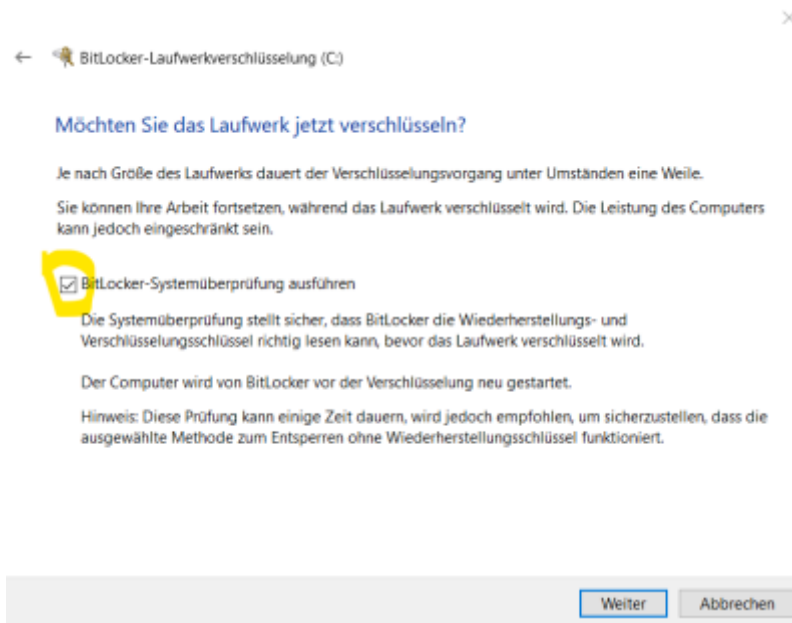 BitLocker-Laufwerkverschlüsselung (C:)
Möchten Sie das Laufwerk jetzt verschlüsseln?
Je nach Größe des Laufwerks dauert der Verschlüsselungsvorgang unter Umständen eine Weile.
Sie können Ihre Arbeit fortsetzen, während das Laufwerk verschlüsselt wird. Die Leistung des Computers
kann jedoch eingeschränkt sein.
BitLocker-Systemüberprüfung ausführen
Die Systemüberprüfung stellt sicher, dass BitLocker die Wiederherstellungs- und
Verschlüsselungsschlüssel richtig lesen kann, bevor das Laufwerk verschlüsselt wird.
Der Computer wird von BitLocker vor der Verschlüsselung neu gestartet.
Hinweis: Diese Prüfung kann einige Zeit dauern, wird jedoch empfohlen, um sicherzustellen, dass die
ausgewählte Methode zum Entsperren ohne Wiederherstellungsschlüssel funktioniert.
Weiter Abbrechen